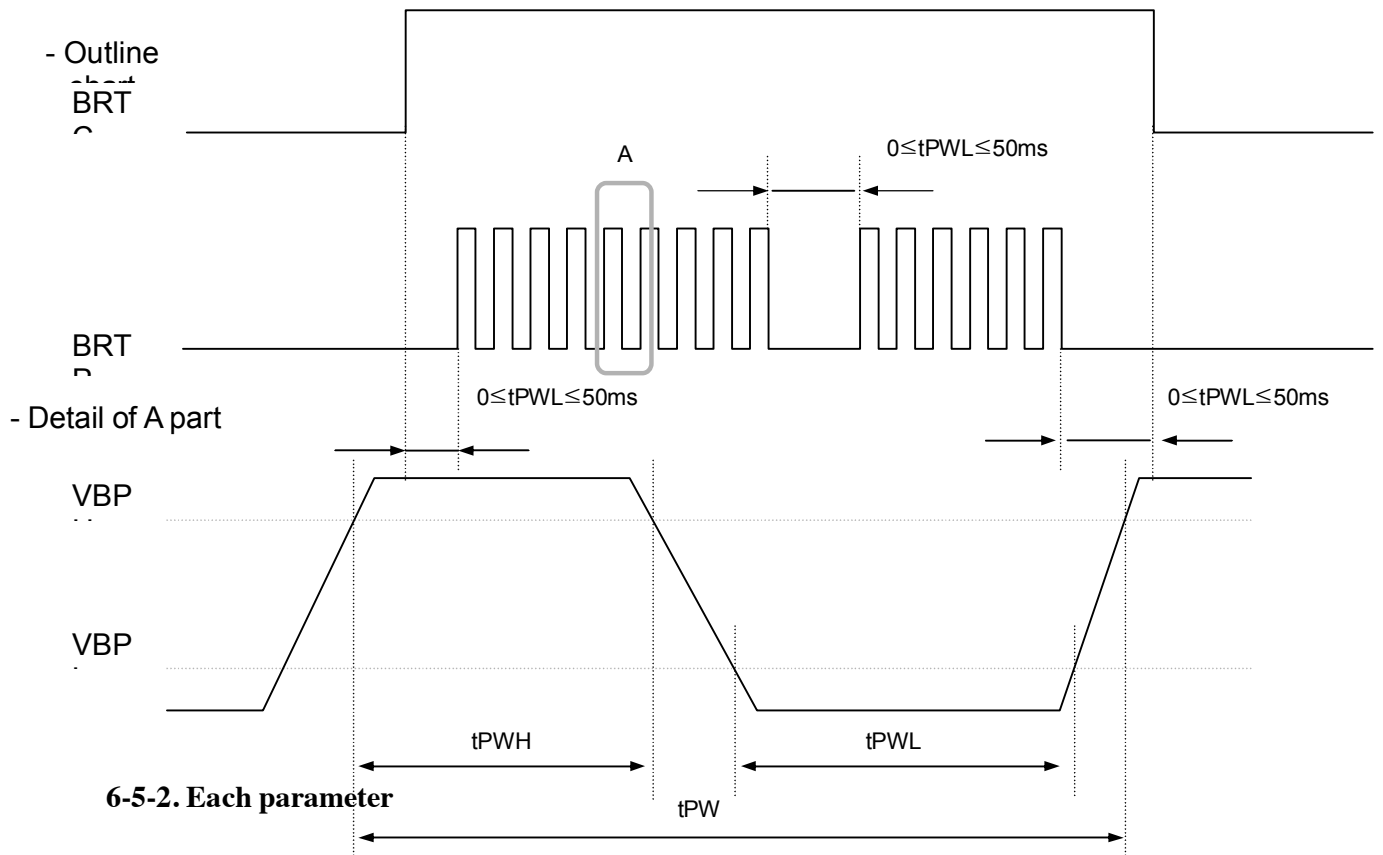 - Outline
BRT
A
0≤tPWL≤50ms
BRT
0≤tPWL≤50ms
0≤tPWL≤50ms
- Detail of A part
VBP
VBP
tPWH
tPWL
6-5-2. Each parameter
tPW